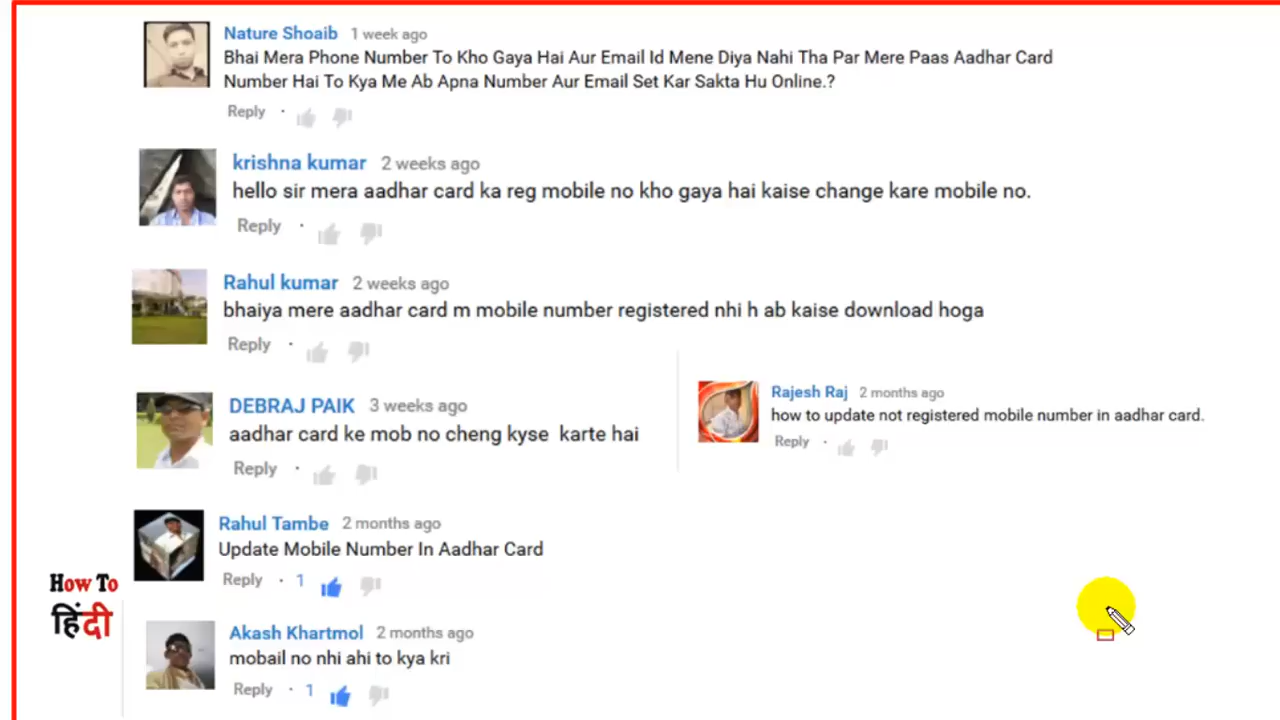 Nature Shoaib 1 week ago
Bhai Mera Phone Number To Kho Gaya Hai Aur Email Id Mene Diya Nahi Tha Par Mere Paas Aadhar Card
Number Hai To Kya Me Ab Apna Number Aur Email Set Kar Sakta Hu Online.?
Reply ·
krishna kumar 2 weeks ago
hello sir mera aadhar card ka reg mobile no kho gaya hai kaise change kare mobile no.
Reply ·
Rahul kumar 2 weeks ago
bhaiya mere aadhar card m mobile number registered nhi h ab kaise download hoga
Reply ·
DEBRAJ PAIK 3 weeks ago
aadhar card ke mob no cheng kyse karte hai
Reply ·
Rajesh Raj 2 months ago
how to update not registered mobile number in aadhar card.
Reply ·
Rahul Tambe 2 months ago
Update Mobile Number In Aadhar Card
Reply · 1
Akash Khartmol 2 months ago
mobail no nhi ahi to kya kri
Reply · 1
How To
हिंदी